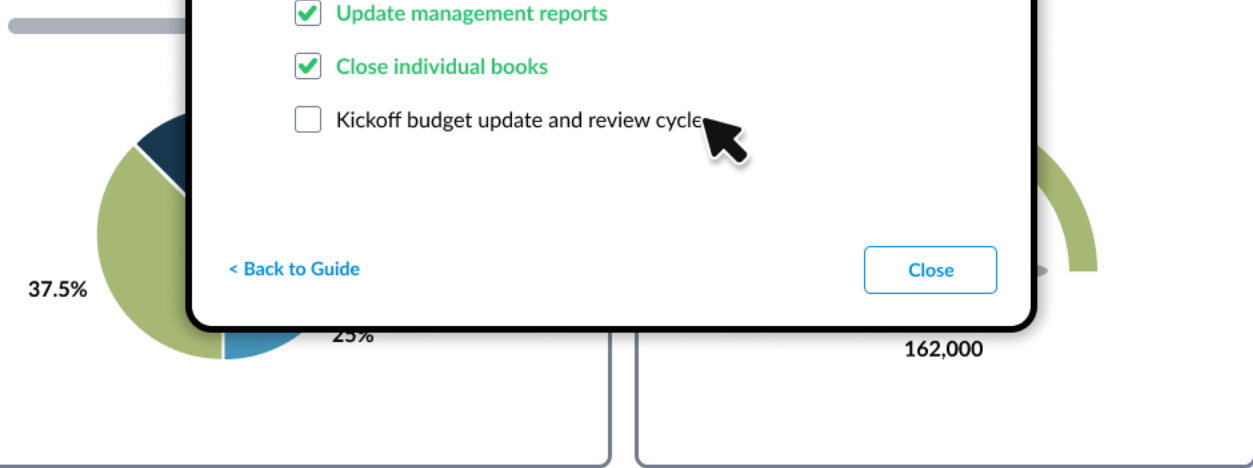 Update management reports
Close individual books
Kickoff budget update and review cycle
< Back to Guide
Close
37.5%
25%
162,000